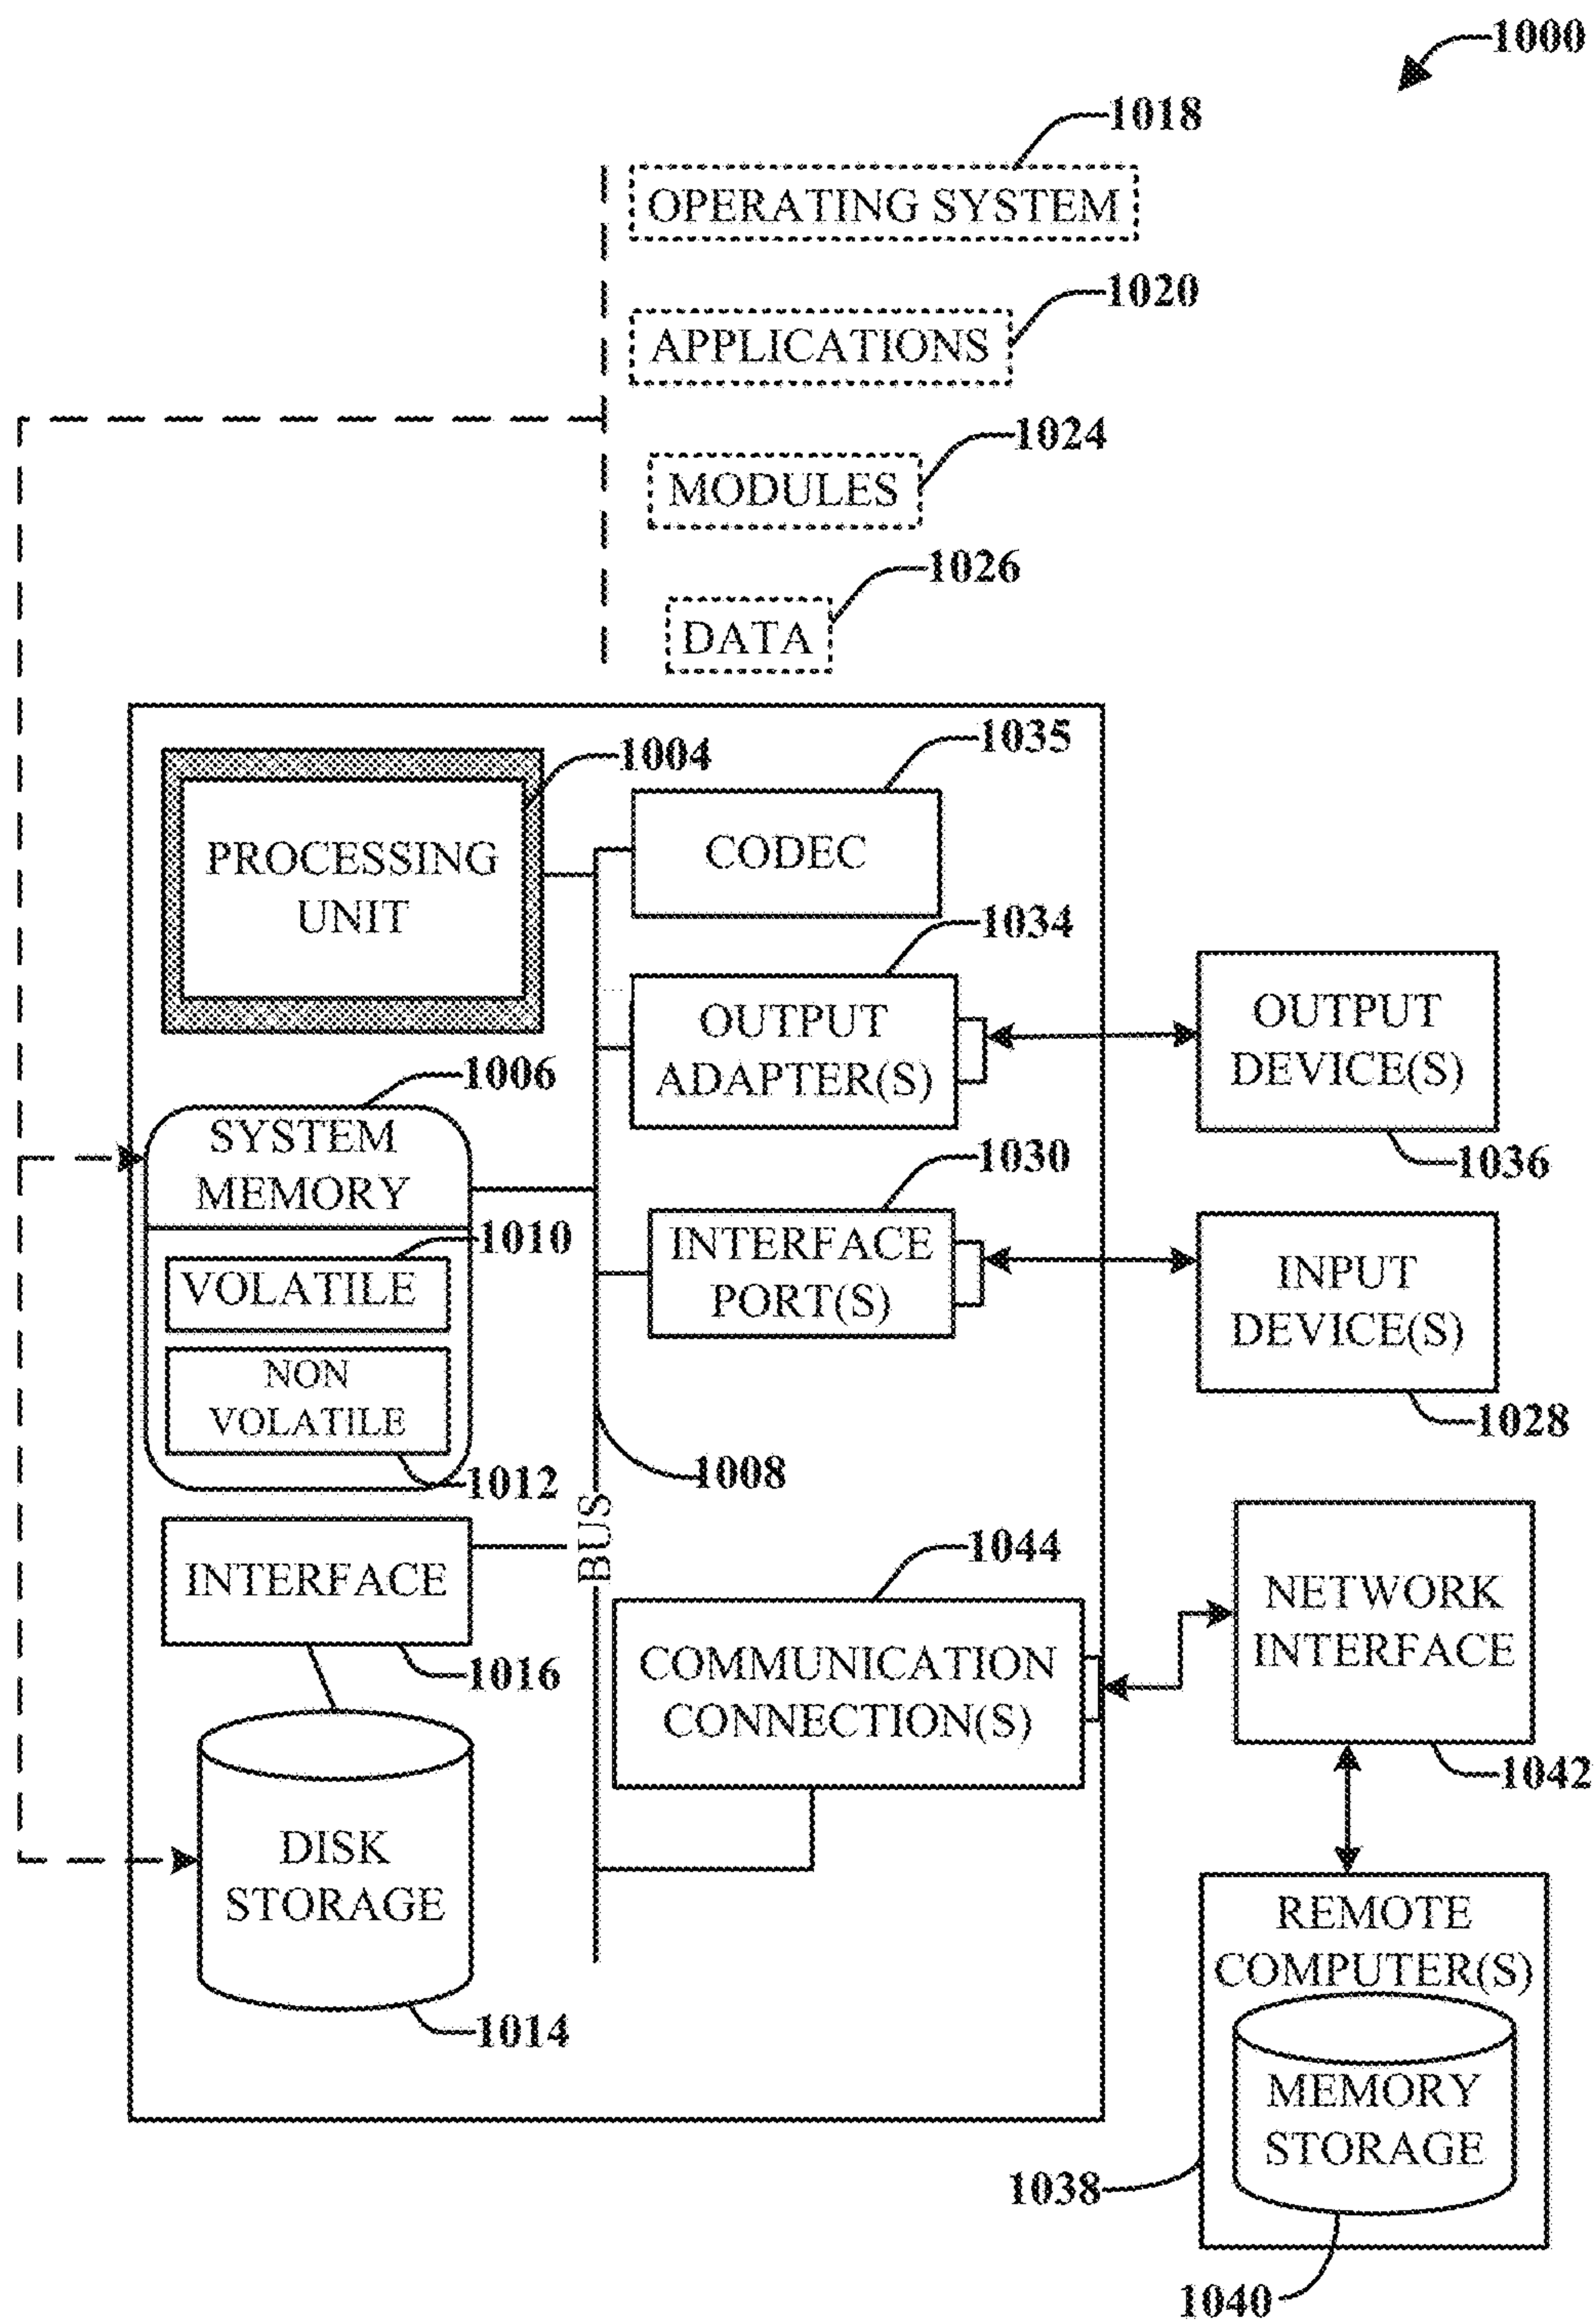 1000
1018
OPERATING SYSTEM
1020
APPLICATIONS
1024
MODULES
1026
DATA
1035
1004
PROCESSING
UNIT
CODEC
1034
OUTPUT
ADAPTER(S)
OUTPUT
DEVICE(S)
1036
1006
SYSTEM
MEMORY
1010
VOLATILE
NON
VOLATILE
1012
1030
INTERFACE
PORT(S)
INPUT
DEVICE(S)
1028
1008
BUS
INTERFACE
1016
1044
COMMUNICATION
CONNECTION(S)
NETWORK
INTERFACE
1042
DISK
STORAGE
1014
REMOTE
COMPUTER(S)
MEMORY
STORAGE
1038
1040